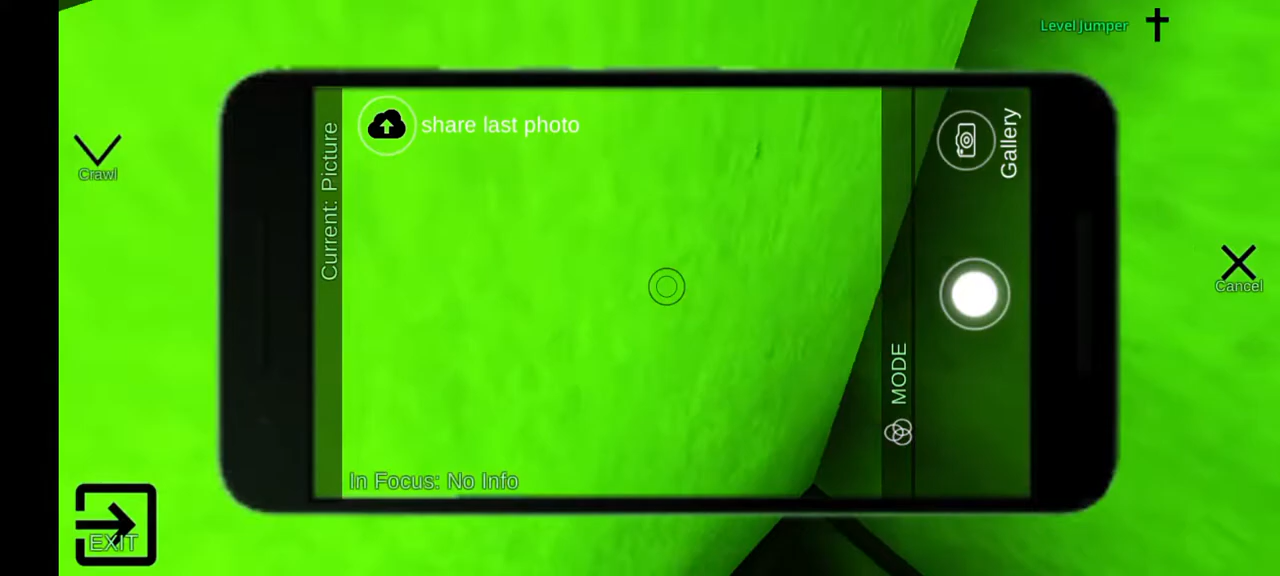 Level Jumper
share last photo
Gallery
Current: Picture
Crawl
Cancel
MODE
In Focus: No Info
EXIT